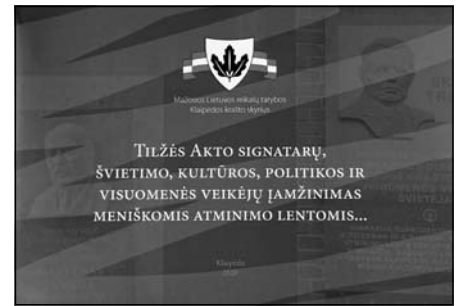 Mažosios Lietuvos reikalų tarybos
Klaipėdos krašto skyrius
TILŽĖS AKTO SIGNATARŲ,
ŠVIETIMO, KULTŪROS, POLITIKOS IR
VISUOMENĖS VEIKĖJŲ ĮAMŽINIMAS
MENIŠKOMIS ATMINIMO LENTOMIS...
Klaipėda